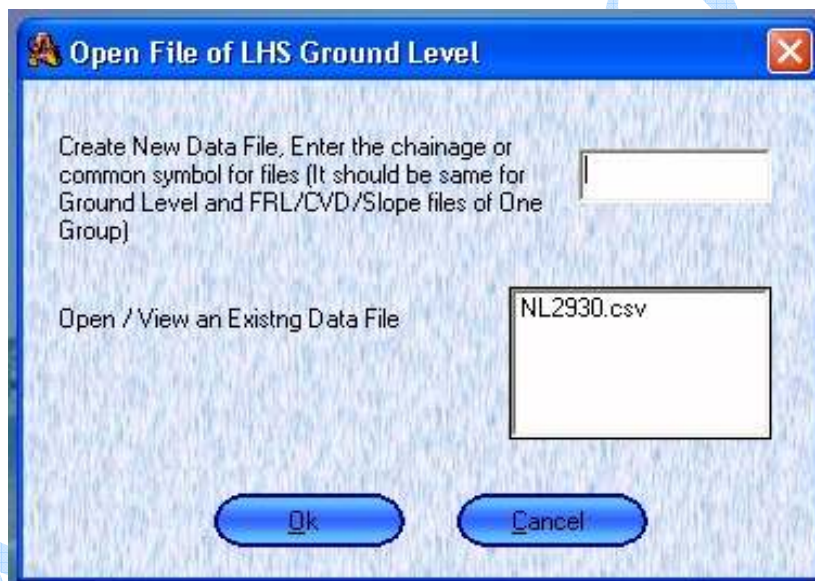 Open File of LHS Ground Level
Create New Data File, Enter the chainage or
common symbol for files (It should be same for
Ground Level and FRL/CVD/Slope files of One
Group)
Open / View an Existng Data File
NL2930.csv
Ok
Cancel